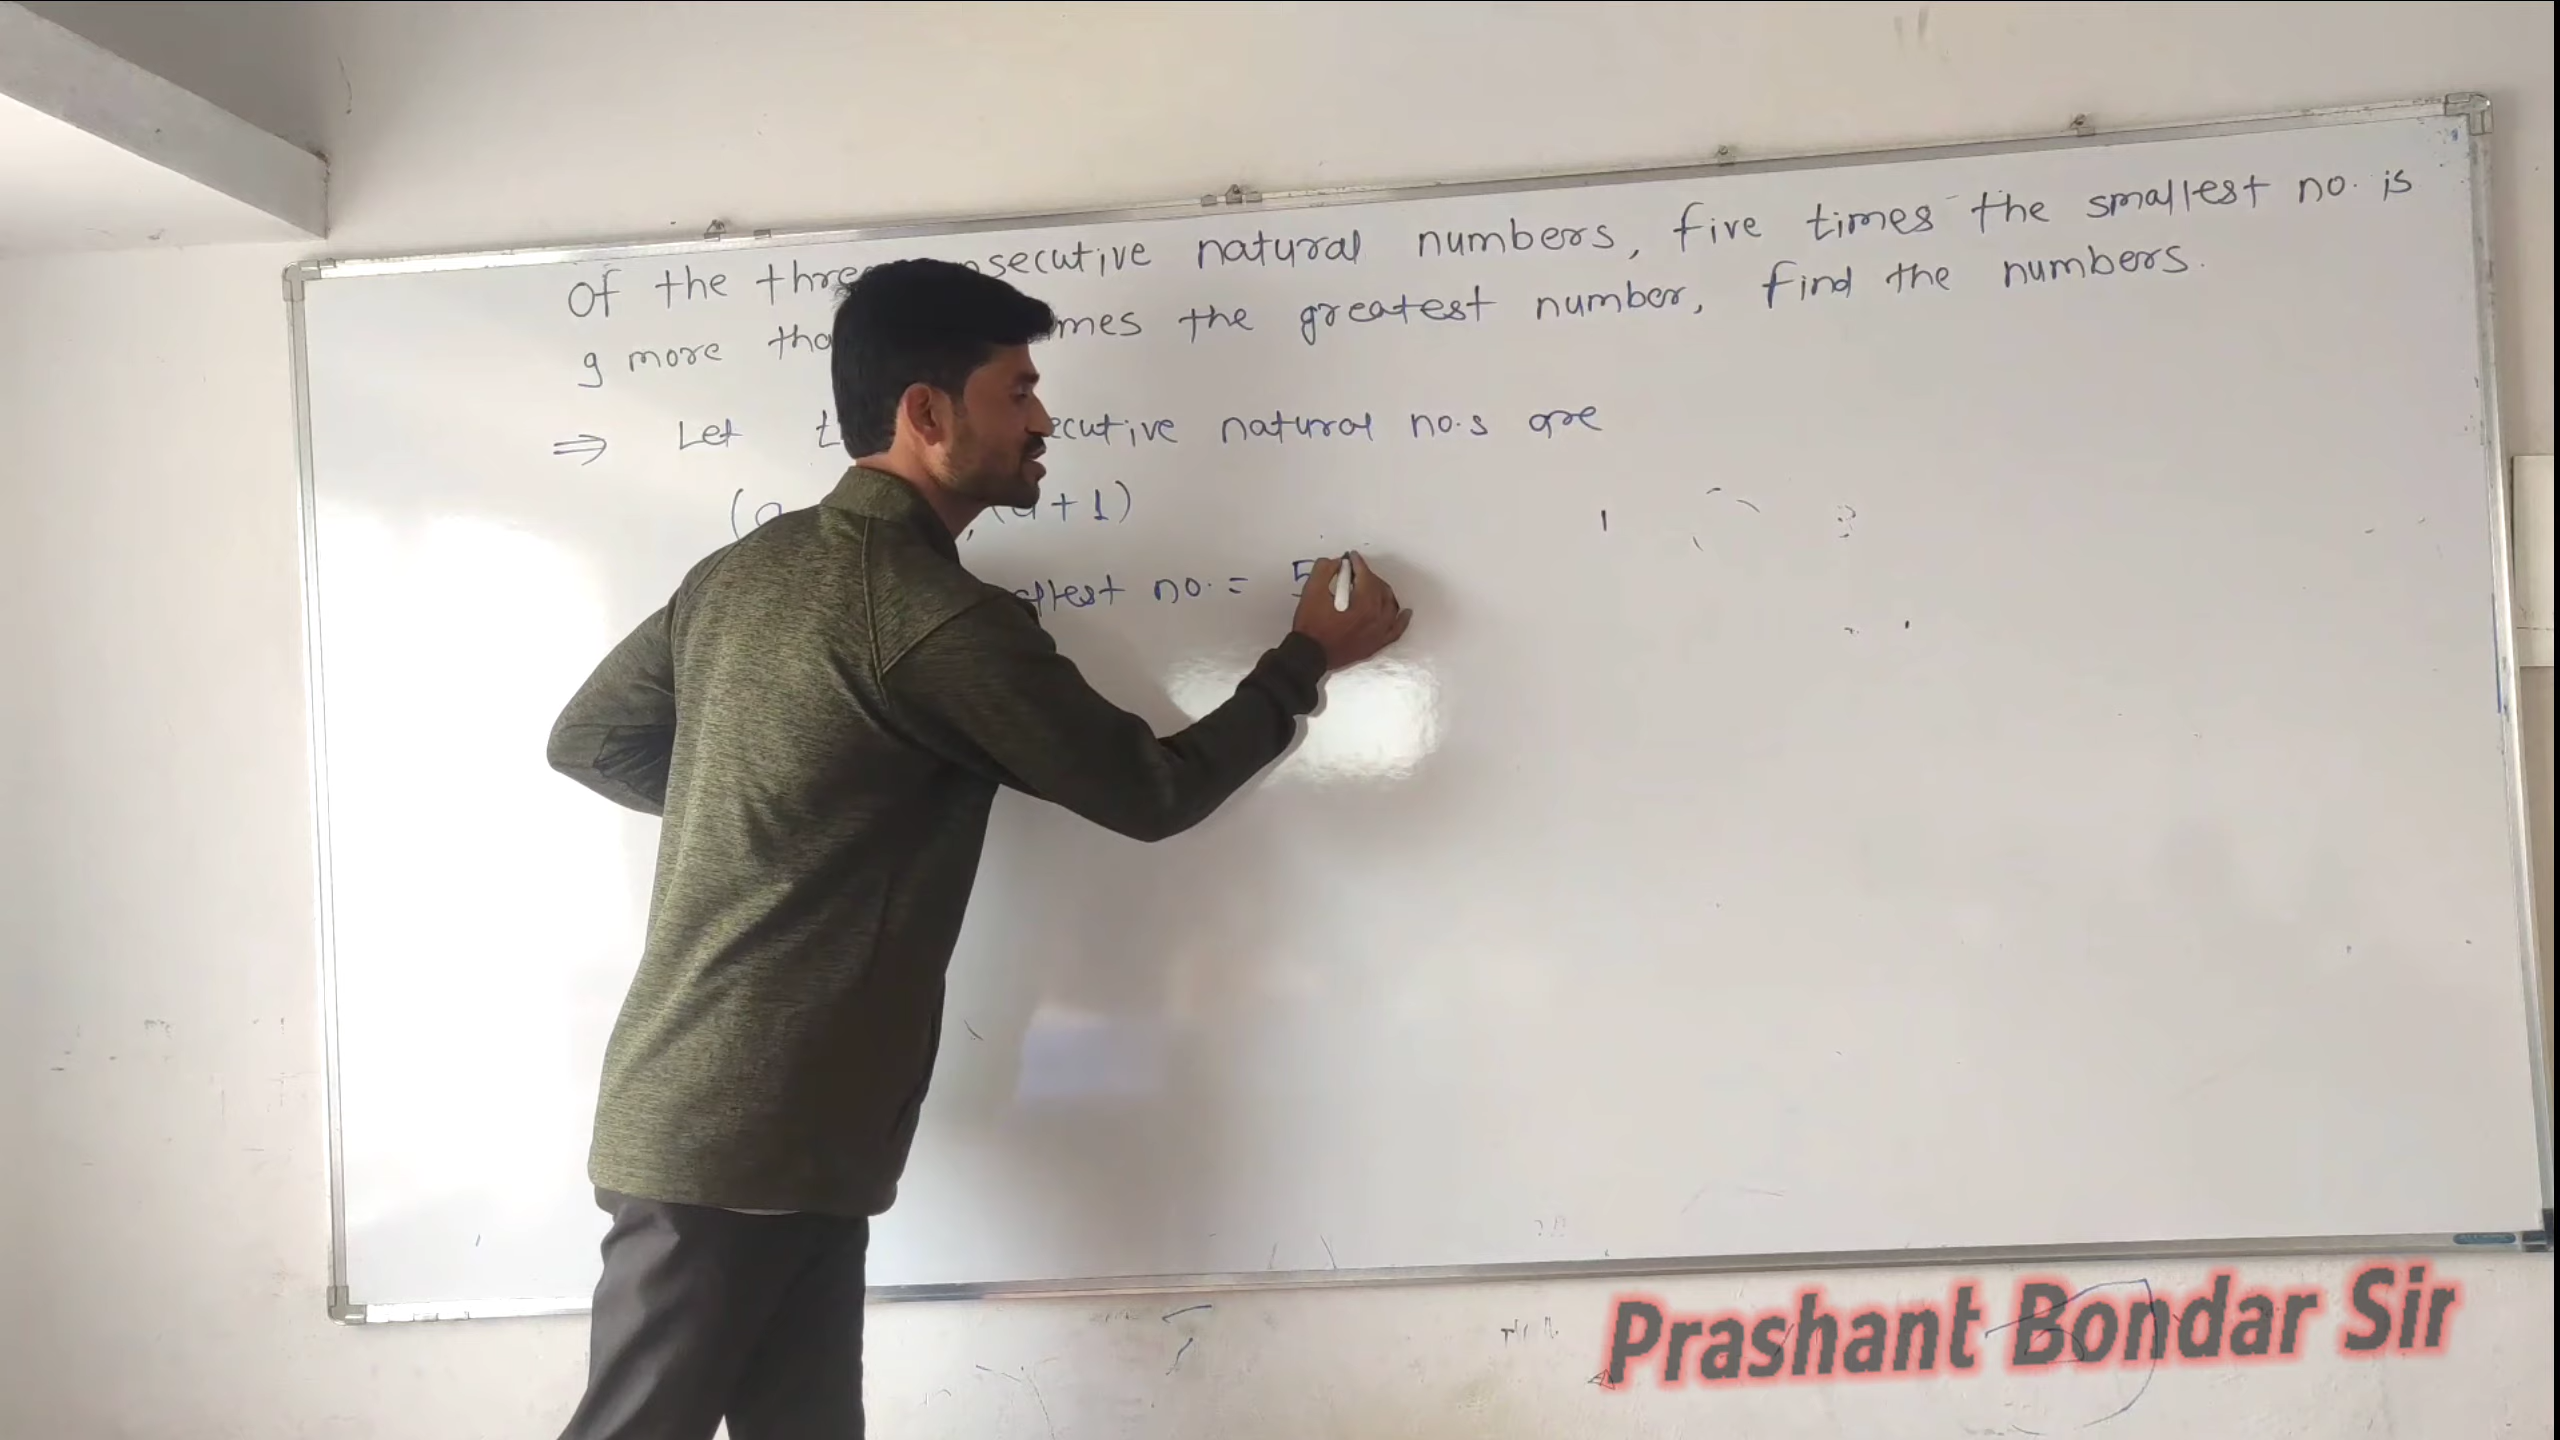 Of the three consecutive natural numbers, five times the smallest no. is
9 more tha mes the greatest number, find the numbers.
⇒ Let t ecutive natural no.s are
(a , (a+1)
allest no. = 5
Prashant Bondar Sir